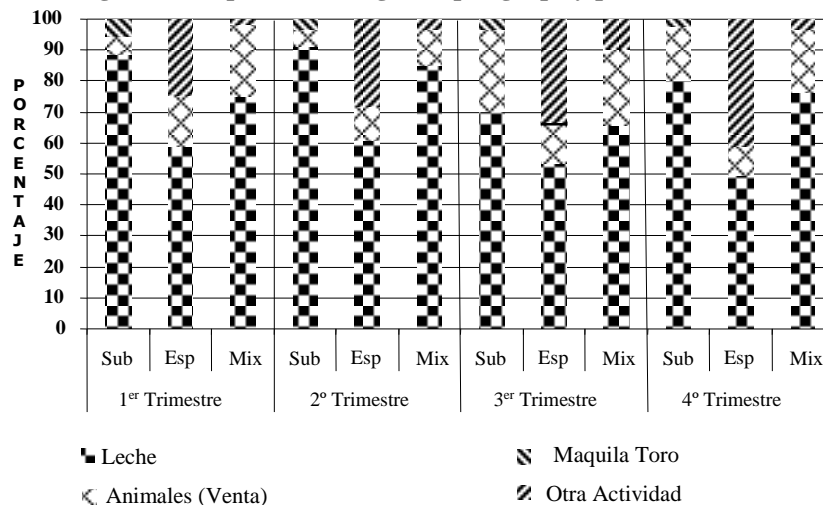 100
90
80
70
60
50
40
30
20
10
0
PORCENTAJE
Sub Esp Mix Sub Esp Mix Sub Esp Mix Sub Esp Mix
1er Trimestre 2º Trimestre 3er Trimestre 4º Trimestre
Leche Maquila Toro
Animales (Venta) Otra Actividad